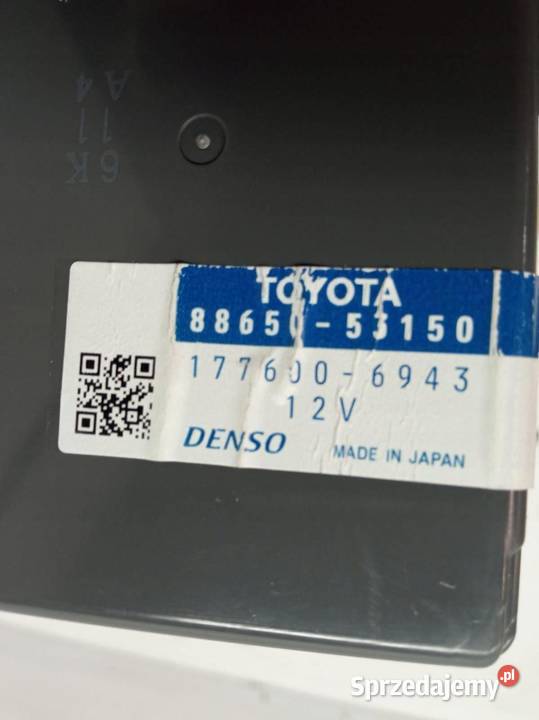 6K
11
A4
TOYOTA
88650-53150
177600-6943
12V
DENSO
MADE IN JAPAN
Sprzedajemy.pl